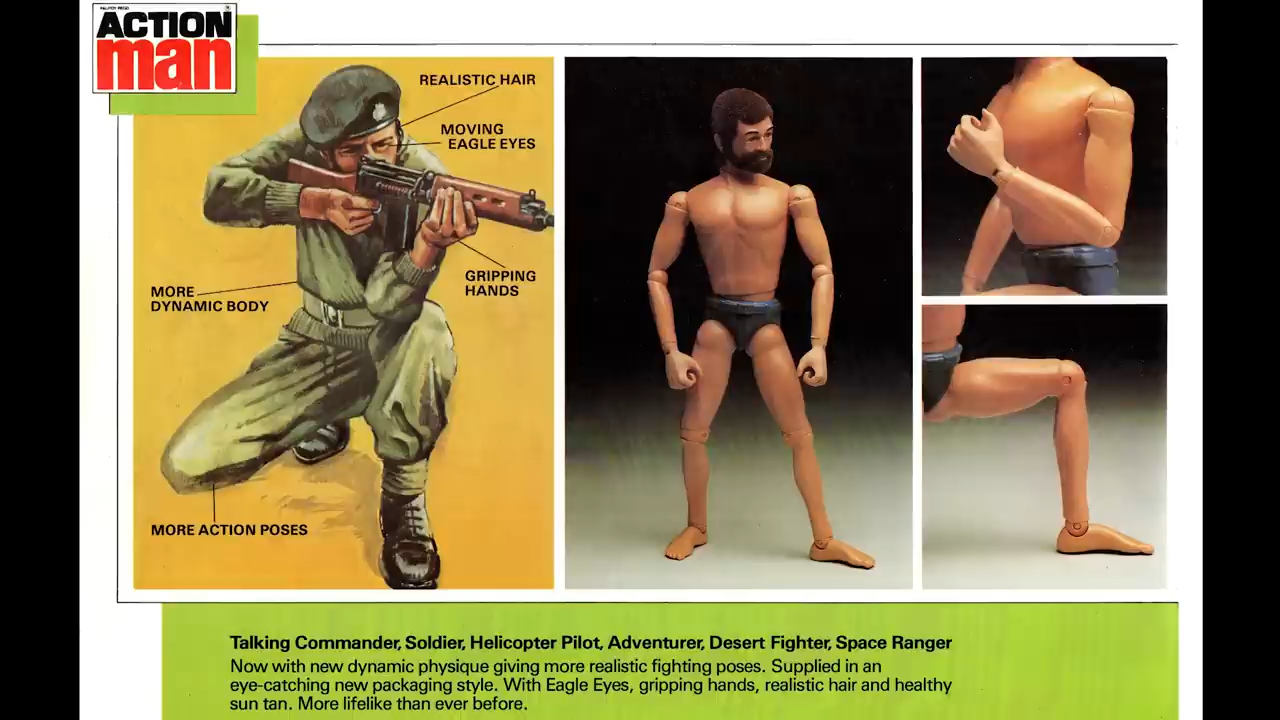 PALITOY REGD.
ACTION
man
REALISTIC HAIR
MOVING
EAGLE EYES
GRIPPING
HANDS
MORE
DYNAMIC BODY
MORE ACTION POSES
Talking Commander, Soldier, Helicopter Pilot, Adventurer, Desert Fighter, Space Ranger
Now with new dynamic physique giving more realistic fighting poses. Supplied in an
eye-catching new packaging style. With Eagle Eyes, gripping hands, realistic hair and healthy
sun tan. More lifelike than ever before.